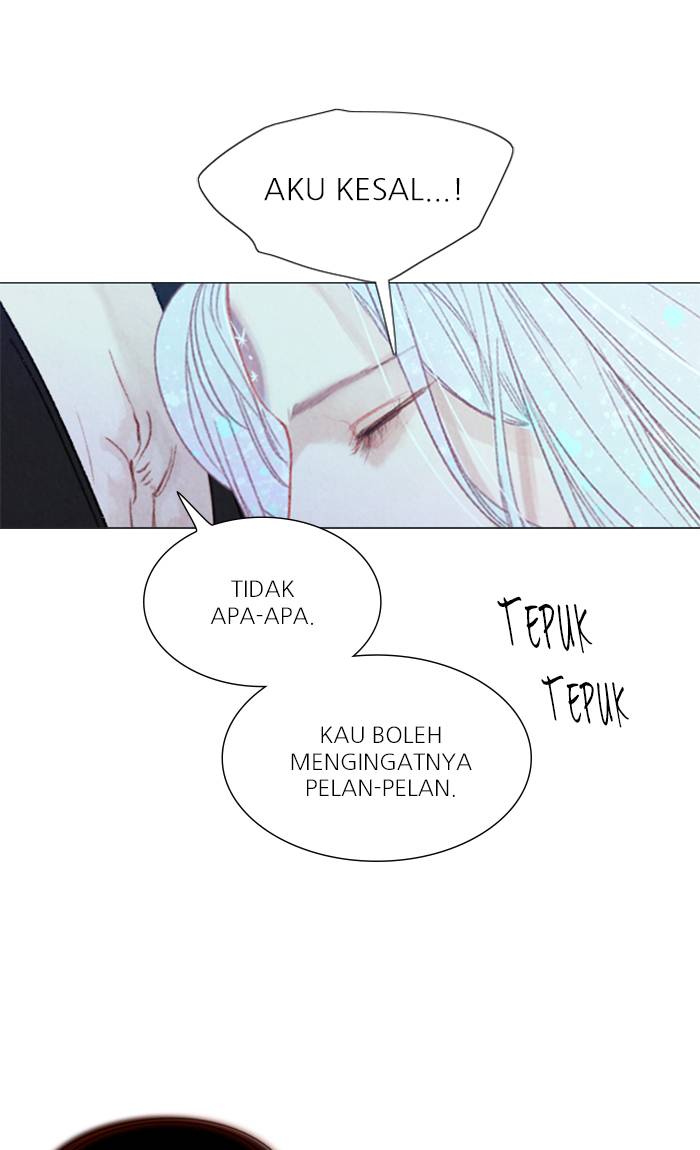 AKU KESAL...!
TIDAK
APA-APA.
TEPUK
TEPUK
KAU BOLEH
MENGINGATNYA
PELAN-PELAN.